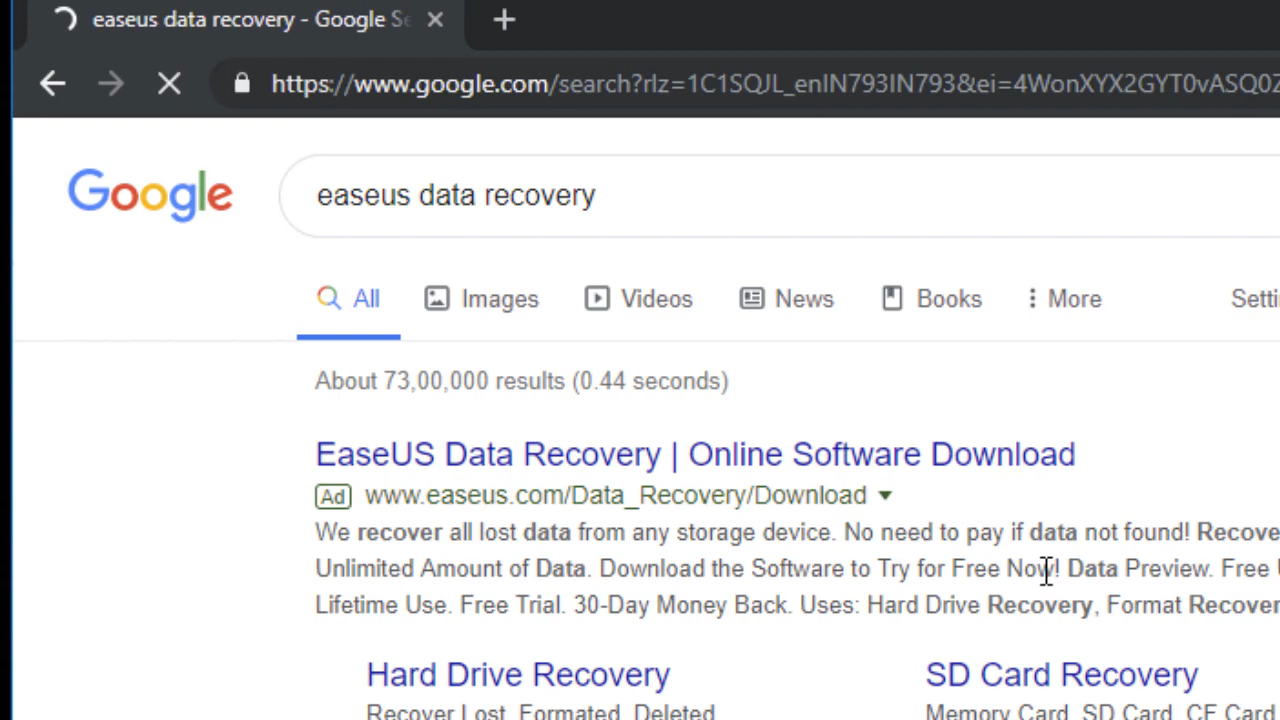 easeus data recovery - Google Se
https://www.google.com/search?rlz=1C1SQJL_enIN793IN793&ei=4WonXYX2GYT0vASQ0Z
Google
easeus data recovery
All Images Videos News Books More Setti
About 73,00,000 results (0.44 seconds)
EaseUS Data Recovery | Online Software Download
Ad www.easeus.com/Data_Recovery/Download
We recover all lost data from any storage device. No need to pay if data not found! Recove
Unlimited Amount of Data. Download the Software to Try for Free Now! Data Preview. Free U
Lifetime Use. Free Trial. 30-Day Money Back. Uses: Hard Drive Recovery, Format Recover
Hard Drive Recovery SD Card Recovery
Recover Lost, Formated, Deleted Memory Card, SD Card, CF Card